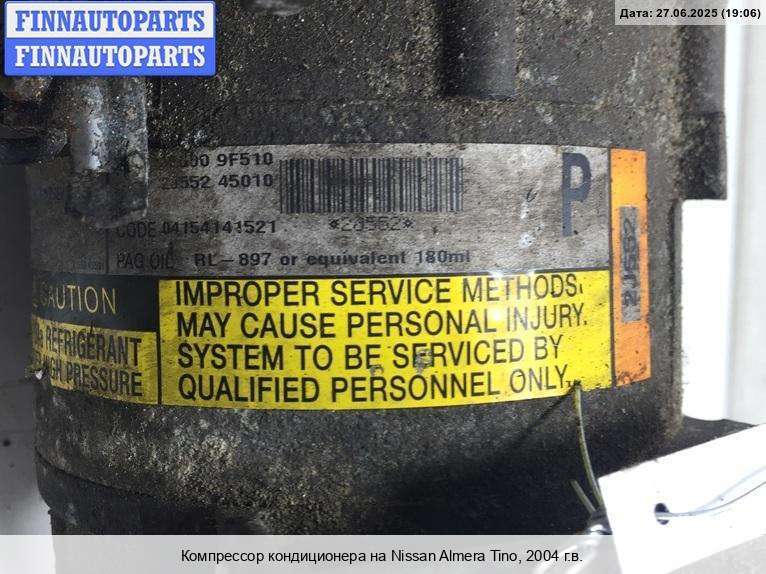 FINNAUTOPARTS
FINNAUTOPARTS
Дата: 27.06.2025 (19:06)
9F510
45010
P
CODE 04154141521
*2J552*
2J552
PAG OIL RL-897 or equivalent 180ml
CAUTION
REFRIGERANT
HIGH PRESSURE
IMPROPER SERVICE METHODS.
MAY CAUSE PERSONAL INJURY.
SYSTEM TO BE SERVICED BY
QUALIFIED PERSONNEL ONLY.
Компрессор кондиционера на Nissan Almera Tino, 2004 г.в.